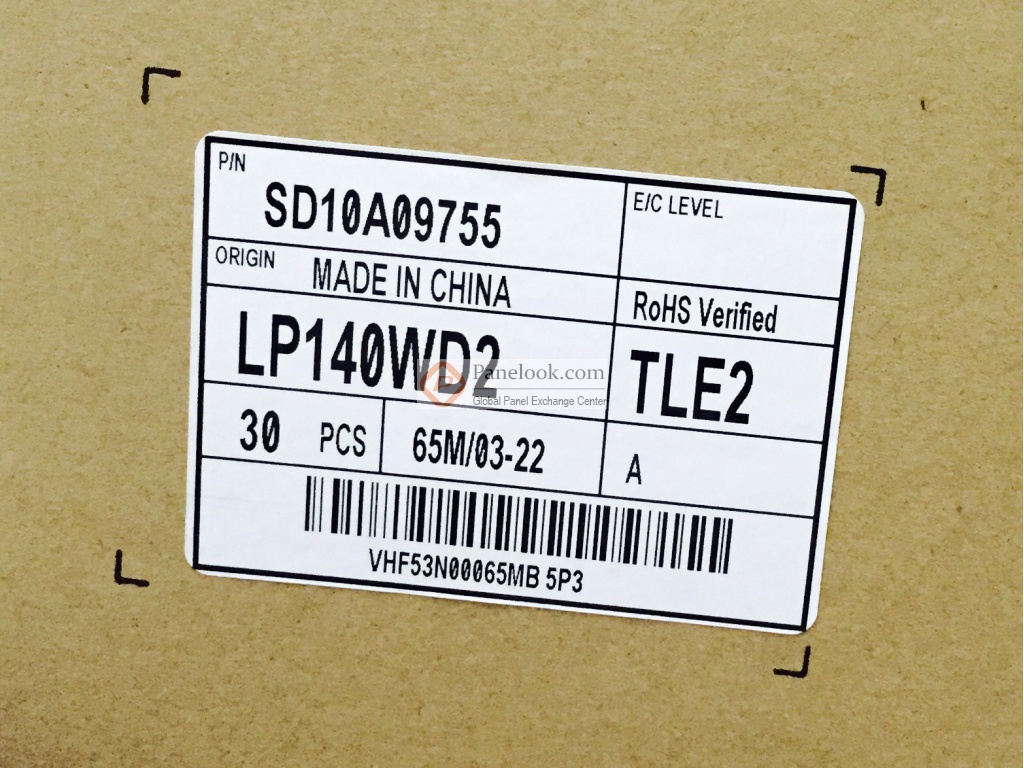 P/N
SD10A09755
E/C LEVEL
ORIGIN
MADE IN CHINA
RoHS Verified
LP140WD2
TLE2
Panelook.com
Global Panel Exchange Center
30 PCS
65M/03-22
A
VHF53N00065MB 5P3